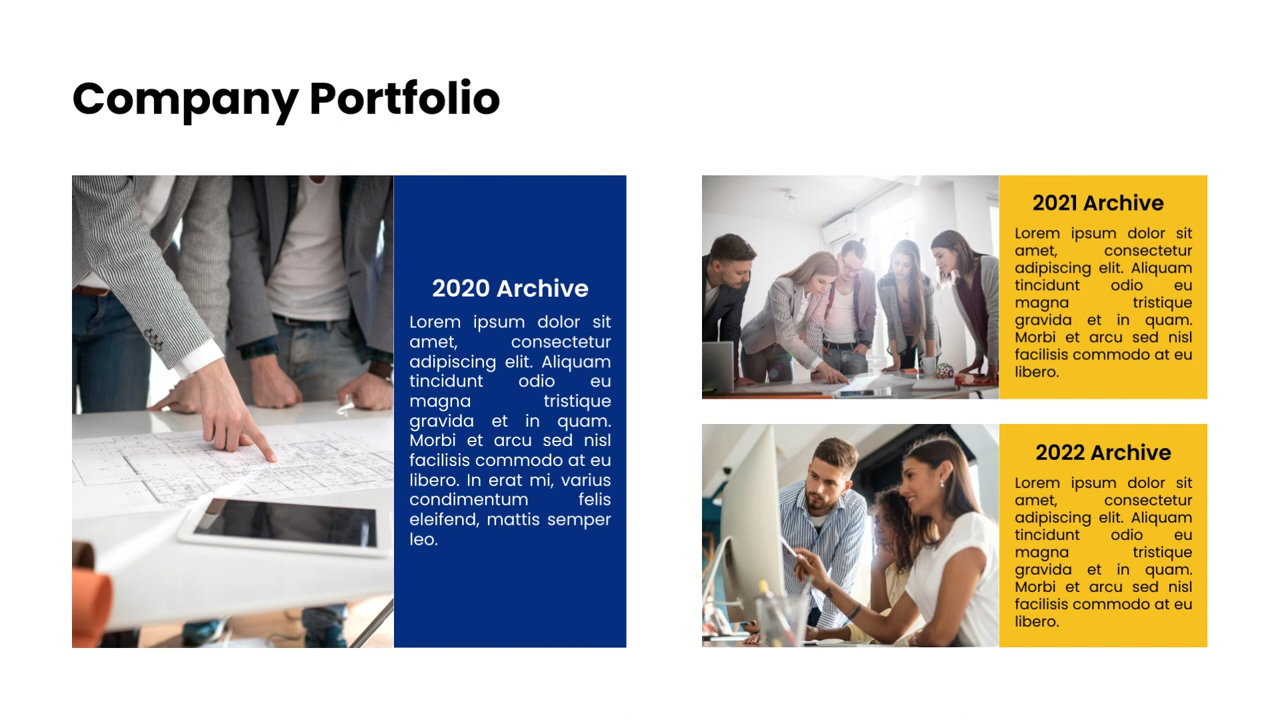 Company Portfolio
2020 Archive
Lorem ipsum dolor sit
amet, consectetur
adipiscing elit. Aliquam
tincidunt odio eu
magna tristique
gravida et in quam.
Morbi et arcu sed nisl
facilisis commodo at eu
libero. In erat mi, varius
condimentum felis
eleifend, mattis semper
leo.
2021 Archive
Lorem ipsum dolor sit
amet, consectetur
adipiscing elit. Aliquam
tincidunt odio eu
magna tristique
gravida et in quam.
Morbi et arcu sed nisl
facilisis commodo at eu
libero.
2022 Archive
Lorem ipsum dolor sit
amet, consectetur
adipiscing elit. Aliquam
tincidunt odio eu
magna tristique
gravida et in quam.
Morbi et arcu sed nisl
facilisis commodo at eu
libero.